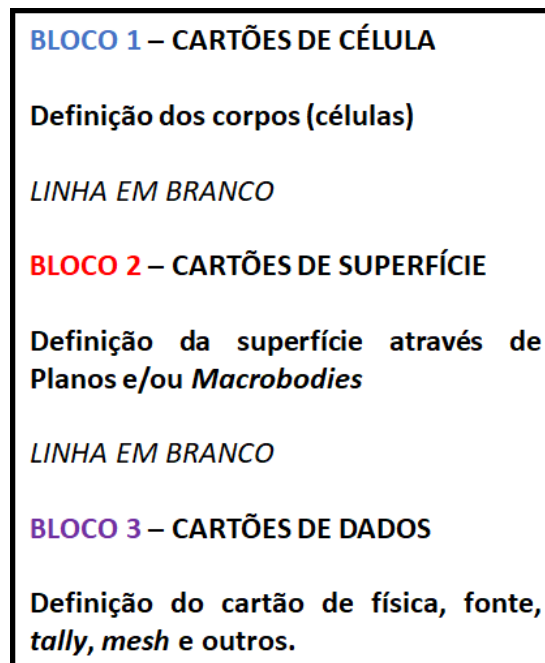 BLOCO 1 – CARTÕES DE CÉLULA
Definição dos corpos (células)
LINHA EM BRANCO
BLOCO 2 – CARTÕES DE SUPERFÍCIE
Definição da superfície através de
Planos e/ou Macrobodies
LINHA EM BRANCO
BLOCO 3 – CARTÕES DE DADOS
Definição do cartão de física, fonte,
tally, mesh e outros.